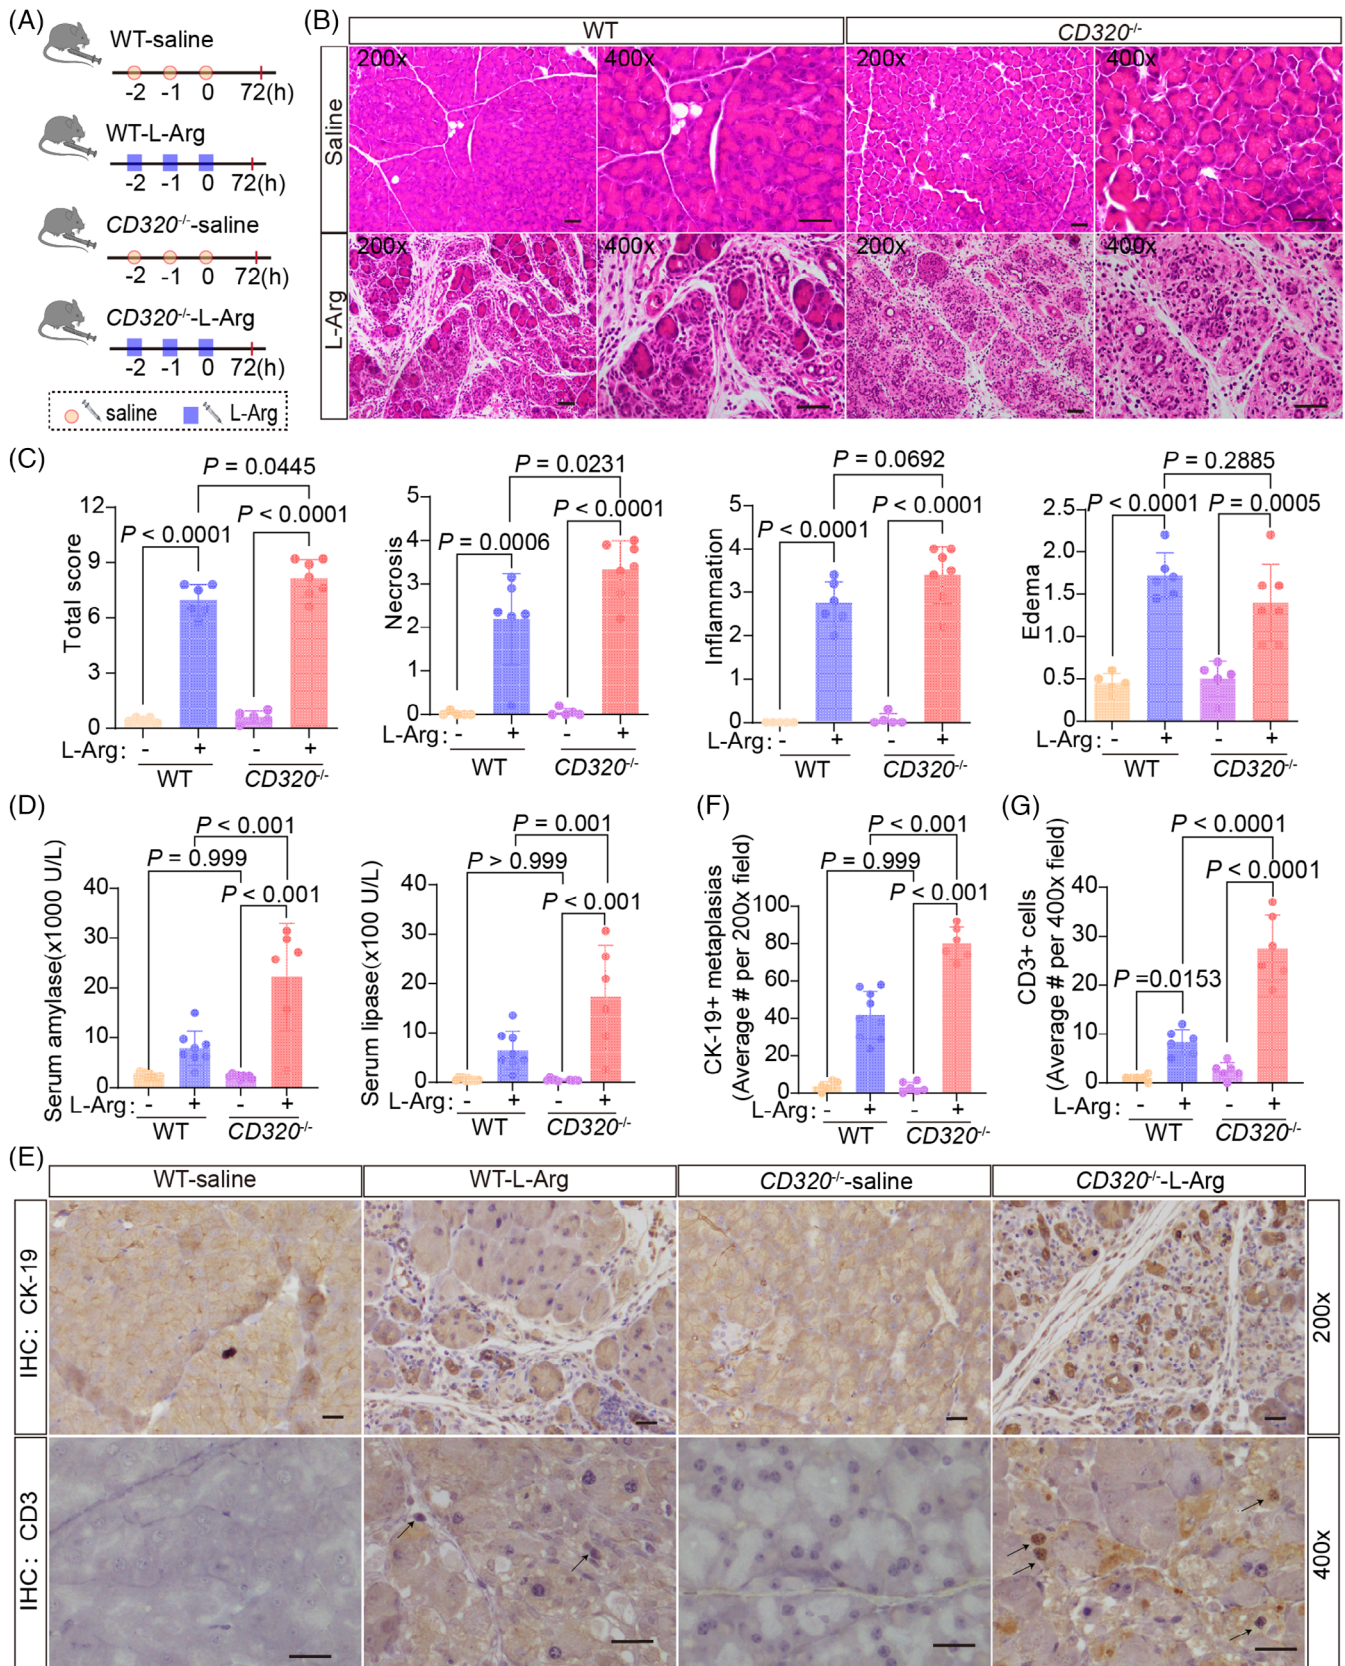 (A)
WT-saline
-2 -1 0 72(h)
WT-L-Arg
-2 -1 0 72(h)
CD320-/--saline
-2 -1 0 72(h)
CD320-/--L-Arg
-2 -1 0 72(h)
saline L-Arg
(B)
WT CD320-/-
Saline
200x 400x 200x 400x
L-Arg
200x 400x 200x 400x
(C)
Total score
P = 0.0445
P < 0.0001 P < 0.0001
12
9
6
3
0
L-Arg: - + - +
WT CD320-/-
Necrosis
P = 0.0231
P = 0.0006 P < 0.0001
5
4
3
2
1
0
L-Arg: - + - +
WT CD320-/-
Inflammation
P = 0.0692
P < 0.0001 P < 0.0001
5
4
3
2
1
0
L-Arg: - + - +
WT CD320-/-
Edema
P = 0.2885
P < 0.0001 P = 0.0005
2.5
2.0
1.5
1.0
0.5
0
L-Arg: - + - +
WT CD320-/-
(D)
Serum amylase(x1000 U/L)
P < 0.001
P = 0.999
P < 0.001
40
30
20
10
0
L-Arg: - + - +
WT CD320-/-
Serum lipase(x100 U/L)
P = 0.001
P > 0.999
P < 0.001
40
30
20
10
0
L-Arg: - + - +
WT CD320-/-
(F)
CK-19+ metaplasias
(Average # per 200x field)
P < 0.001
P = 0.999
P < 0.001
100
80
60
40
20
0
L-Arg: - + - +
WT CD320-/-
(G)
CD3+ cells
(Average # per 400x field)
P < 0.0001
P < 0.0001
P =0.0153
40
30
20
10
0
L-Arg: - + - +
WT CD320-/-
(E)
WT-saline WT-L-Arg CD320-/--saline CD320-/--L-Arg
IHC: CK-19
200x
IHC: CD3
400x